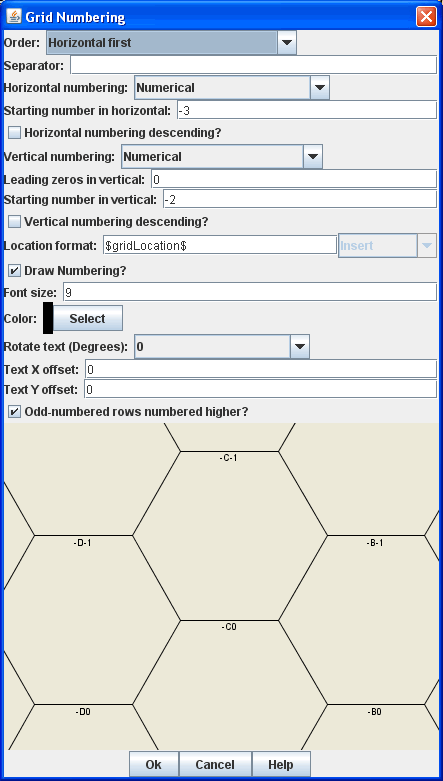 Grid Numbering
Order: Horizontal first
Separator:
Horizontal numbering: Numerical
Starting number in horizontal: -3
Horizontal numbering descending?
Vertical numbering: Numerical
Leading zeros in vertical: 0
Starting number in vertical: -2
Vertical numbering descending?
Location format: $gridLocation$ Insert
Draw Numbering?
Font size: 9
Color: Select
Rotate text (Degrees): 0
Text X offset: 0
Text Y offset: 0
Odd-numbered rows numbered higher?
-C-1
-D-1 -B-1
-C0
-D0 -B0
Ok Cancel Help